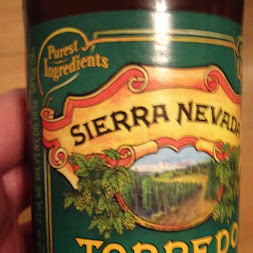 Purest
Ingredients
SIERRA NEVADA
TORPEDO